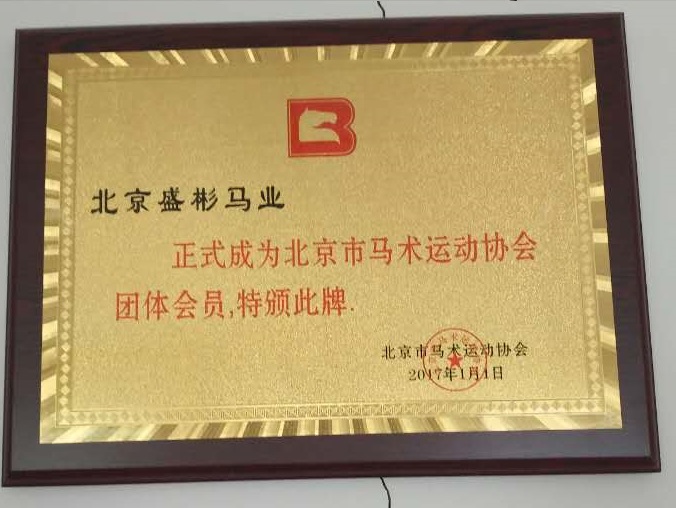 B
北京盛彬马业
正式成为北京市马术运动协会
团体会员,特颁此牌.
北京市马术运动协会
2017年1月1日